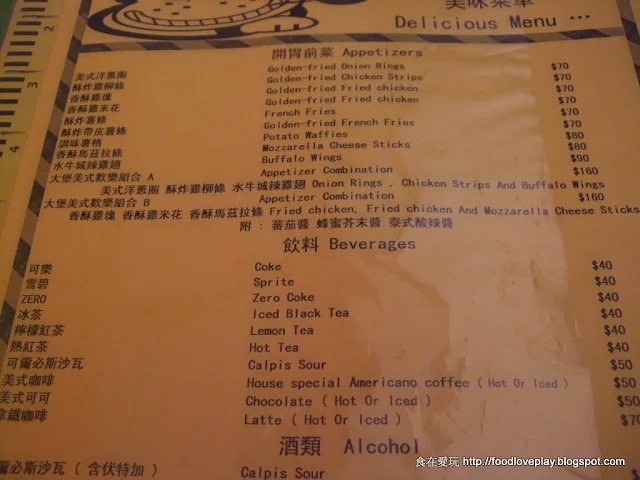 美味菜單
Delicious Menu …
開胃前菜 Appetizers
美式洋蔥圈 Golden-fried Onion Rings $70
酥炸雞柳條 Golden-fried Chicken Strips $70
香酥雞塊 Golden-fried Fried chicken $70
香酥雞米花 Golden-fried Fried chicken $70
酥炸薯條 French Fries $70
酥炸帶皮薯條 Golden-fried French Fries $70
調味薯格 Potato Waffies $80
香酥馬茲拉條 Mozzarella Cheese Sticks $80
水牛城辣雞翅 Buffalo Wings $90
大堡美式歡樂組合 A Appetizer Combination $160
美式洋蔥圈 酥炸雞柳條 水牛城辣雞翅 Onion Rings , Chicken Strips And Buffalo Wings
大堡美式歡樂組合 B Appetizer Combination $160
香酥雞塊 香酥雞米花 香酥馬茲拉條 Fried chicken, Fried chicken And Mozzarella Cheese Sticks
附 : 蕃茄醬 蜂蜜芥末醬 泰式酸辣醬
飲料 Beverages
可樂 Coke $40
雪碧 Sprite $40
ZERO Zero Coke $40
冰茶 Iced Black Tea $40
檸檬紅茶 Lemon Tea $40
熱紅茶 Hot Tea $40
可爾必斯沙瓦 Calpis Sour $50
美式咖啡 House special Americano coffee ( Hot Or Iced ) $50
美式可可 Chocolate ( Hot Or Iced ) $50
拿鐵咖啡 Latte ( Hot Or Iced ) $70
酒類 Alcohol
爾必斯沙瓦 ( 含伏特加 ) Calpis Sour
食在愛玩 http://foodloveplay.blogspot.com/
1
2
3
4